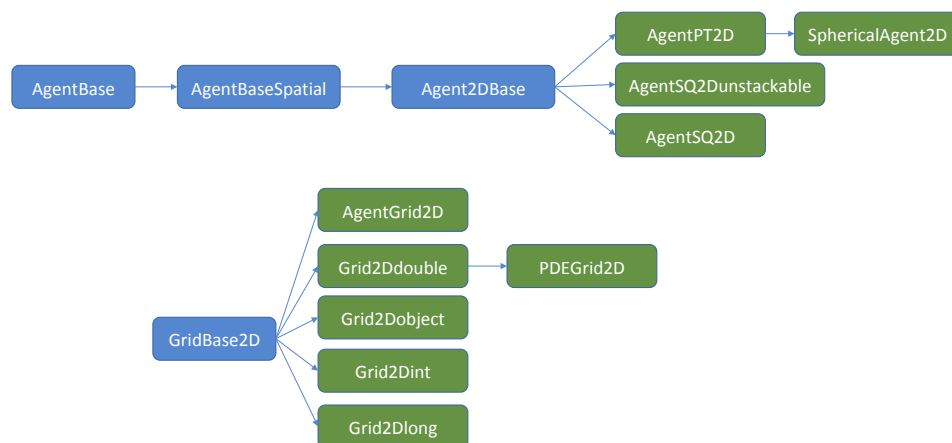 AgentPT2D
SphericalAgent2D
AgentBase
AgentBaseSpatial
Agent2DBase
AgentSQ2Dunstackable
AgentSQ2D
AgentGrid2D
Grid2Ddouble
PDEGrid2D
Grid2Dobject
GridBase2D
Grid2Dint
Grid2Dlong